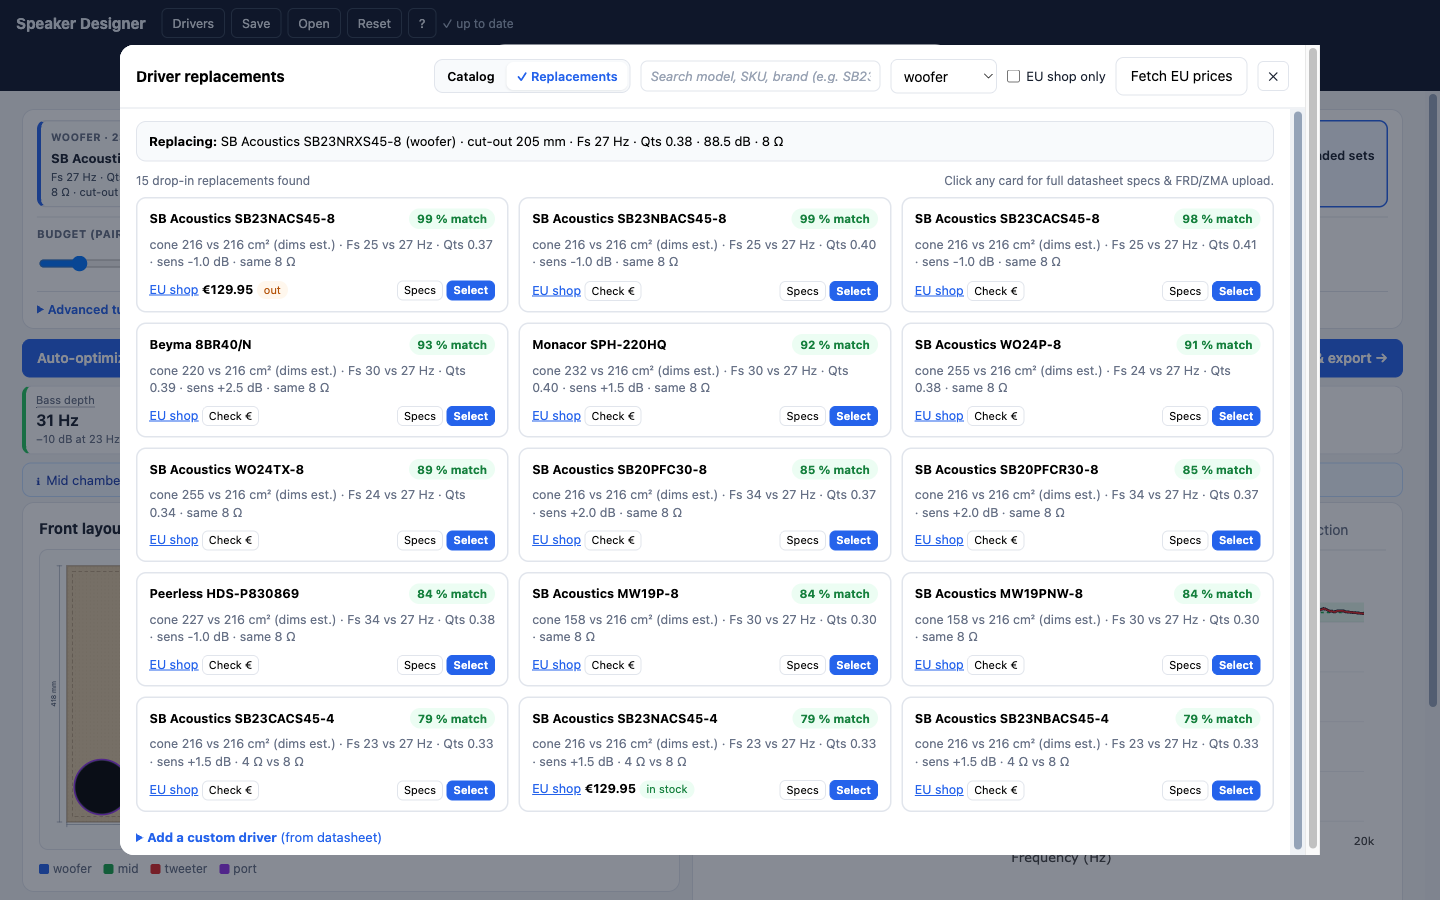 Speaker Designer Drivers Save Open Reset ? ✓ up to date
Driver replacements Catalog ✓ Replacements Search model, SKU, brand (e.g. SB23 woofer EU shop only Fetch EU prices ×
Replacing: SB Acoustics SB23NRXS45-8 (woofer) · cut-out 205 mm · Fs 27 Hz · Qts 0.38 · 88.5 dB · 8 Ω
15 drop-in replacements found Click any card for full datasheet specs & FRD/ZMA upload.
SB Acoustics SB23NACS45-8 99 % match
cone 216 vs 216 cm² (dims est.) · Fs 25 vs 27 Hz · Qts 0.37
· sens -1.0 dB · same 8 Ω
EU shop €129.95 out Specs Select
SB Acoustics SB23NBACS45-8 99 % match
cone 216 vs 216 cm² (dims est.) · Fs 25 vs 27 Hz · Qts 0.40
· sens -1.0 dB · same 8 Ω
EU shop Check € Specs Select
SB Acoustics SB23CACS45-8 98 % match
cone 216 vs 216 cm² (dims est.) · Fs 25 vs 27 Hz · Qts 0.41
· sens -1.0 dB · same 8 Ω
EU shop Check € Specs Select
Beyma 8BR40/N 93 % match
cone 220 vs 216 cm² (dims est.) · Fs 30 vs 27 Hz · Qts
0.39 · sens +2.5 dB · same 8 Ω
EU shop Check € Specs Select
Monacor SPH-220HQ 92 % match
cone 232 vs 216 cm² (dims est.) · Fs 30 vs 27 Hz · Qts
0.40 · sens +1.5 dB · same 8 Ω
EU shop Check € Specs Select
SB Acoustics WO24P-8 91 % match
cone 255 vs 216 cm² (dims est.) · Fs 24 vs 27 Hz · Qts
0.38 · same 8 Ω
EU shop Check € Specs Select
SB Acoustics WO24TX-8 89 % match
cone 255 vs 216 cm² (dims est.) · Fs 24 vs 27 Hz · Qts
0.34 · same 8 Ω
EU shop Check € Specs Select
SB Acoustics SB20PFC30-8 85 % match
cone 216 vs 216 cm² (dims est.) · Fs 34 vs 27 Hz · Qts 0.37
· sens +2.0 dB · same 8 Ω
EU shop Check € Specs Select
SB Acoustics SB20PFCR30-8 85 % match
cone 216 vs 216 cm² (dims est.) · Fs 34 vs 27 Hz · Qts 0.37
· sens +2.0 dB · same 8 Ω
EU shop Check € Specs Select
Peerless HDS-P830869 84 % match
cone 227 vs 216 cm² (dims est.) · Fs 34 vs 27 Hz · Qts 0.38
· sens -1.0 dB · same 8 Ω
EU shop Check € Specs Select
SB Acoustics MW19P-8 84 % match
cone 158 vs 216 cm² (dims est.) · Fs 30 vs 27 Hz · Qts 0.30
· same 8 Ω
EU shop Check € Specs Select
SB Acoustics MW19PNW-8 84 % match
cone 158 vs 216 cm² (dims est.) · Fs 30 vs 27 Hz · Qts 0.30
· same 8 Ω
EU shop Check € Specs Select
SB Acoustics SB23CACS45-4 79 % match
cone 216 vs 216 cm² (dims est.) · Fs 23 vs 27 Hz · Qts 0.33
· sens +1.5 dB · 4 Ω vs 8 Ω
EU shop Check € Specs Select
SB Acoustics SB23NACS45-4 79 % match
cone 216 vs 216 cm² (dims est.) · Fs 23 vs 27 Hz · Qts 0.33
· sens +1.5 dB · 4 Ω vs 8 Ω
EU shop €129.95 in stock Specs Select
SB Acoustics SB23NBACS45-4 79 % match
cone 216 vs 216 cm² (dims est.) · Fs 23 vs 27 Hz · Qts 0.33
· sens +1.5 dB · 4 Ω vs 8 Ω
EU shop Check € Specs Select
Add a custom driver (from datasheet)
WOOFER · 2
SB Acousti
Fs 27 Hz · Qt
8 Ω · cut-out
BUDGET (PAIR
Advanced tu
Auto-optimiz
Bass depth
31 Hz
−10 dB at 23 Hz
Mid chambe
Front layou
418 mm
woofer mid tweeter port
ded sets
& export →
ction
20k
Frequency (Hz)